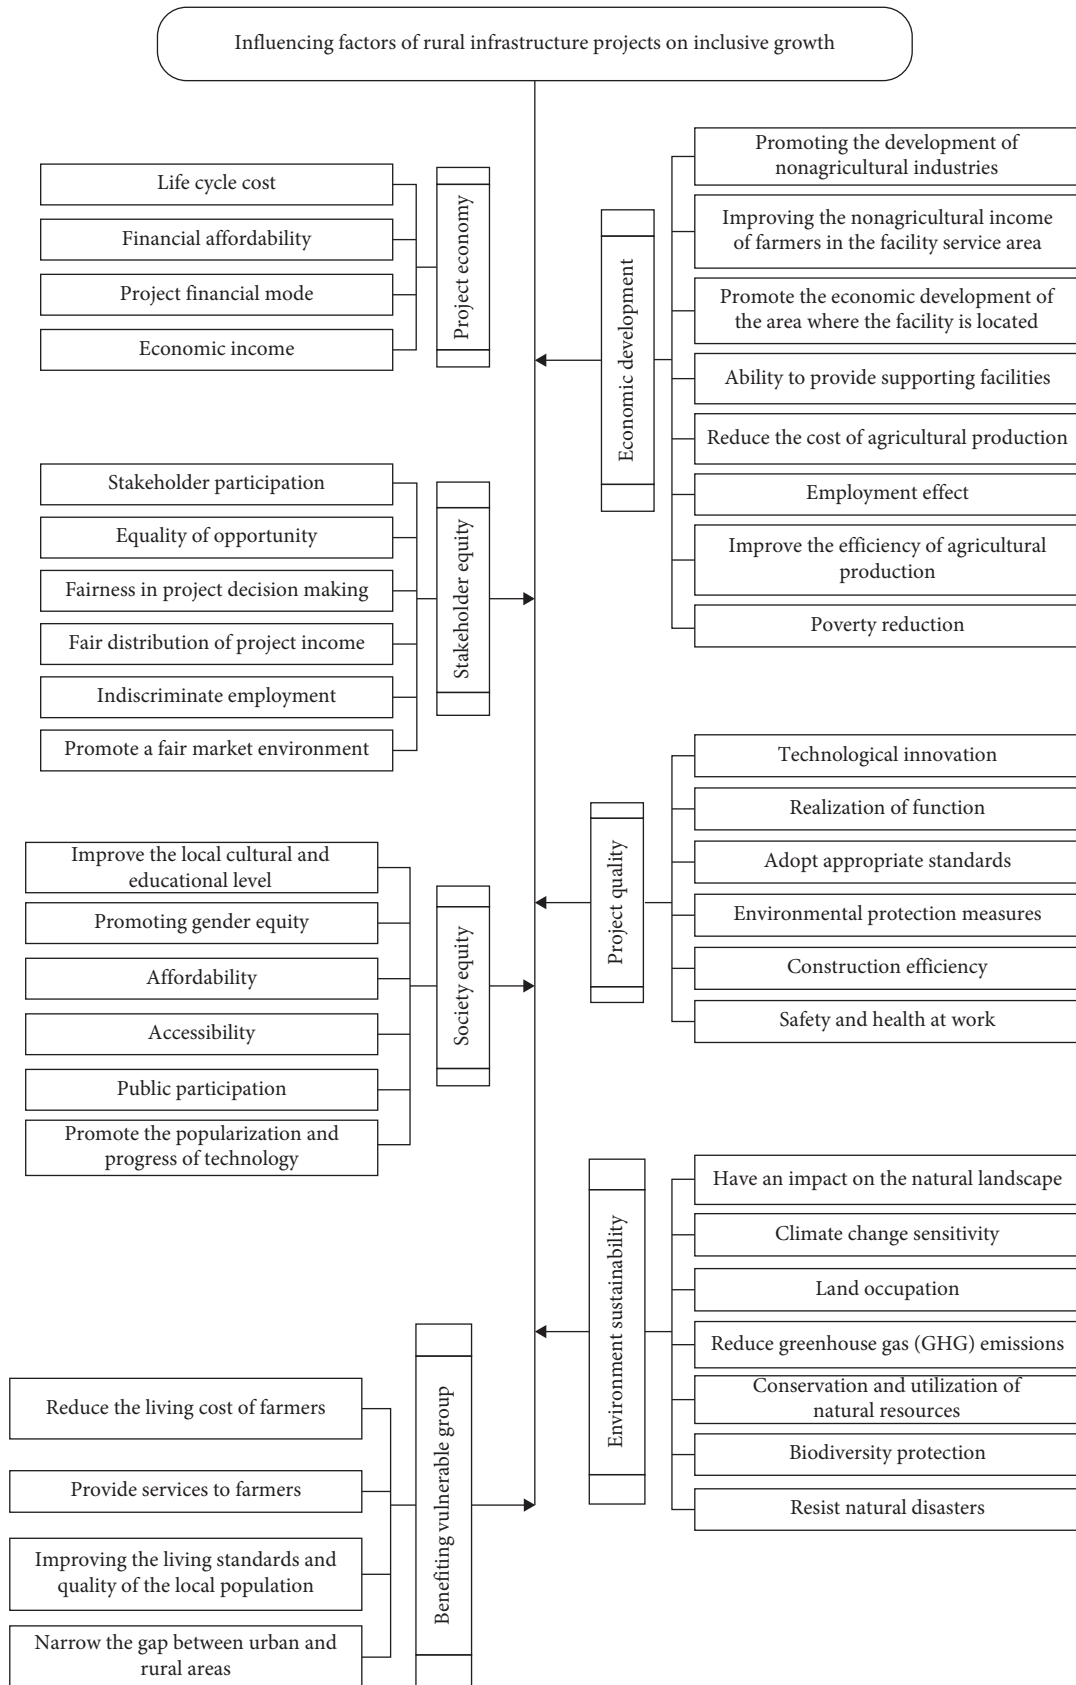 Influencing factors of rural infrastructure projects on inclusive growth
Life cycle cost
Financial affordability
Project financial mode
Economic income
Project economy
Stakeholder participation
Equality of opportunity
Fairness in project decision making
Fair distribution of project income
Indiscriminate employment
Promote a fair market environment
Stakeholder equity
Improve the local cultural and
educational level
Promoting gender equity
Affordability
Accessibility
Public participation
Promote the popularization and
progress of technology
Society equity
Reduce the living cost of farmers
Provide services to farmers
Improving the living standards and
quality of the local population
Narrow the gap between urban and
rural areas
Benefiting vulnerable group
Economic development
Promoting the development of
nonagricultural industries
Improving the nonagricultural income
of farmers in the facility service area
Promote the economic development of
the area where the facility is located
Ability to provide supporting facilities
Reduce the cost of agricultural production
Employment effect
Improve the efficiency of agricultural
production
Poverty reduction
Project quality
Technological innovation
Realization of function
Adopt appropriate standards
Environmental protection measures
Construction efficiency
Safety and health at work
Environment sustainability
Have an impact on the natural landscape
Climate change sensitivity
Land occupation
Reduce greenhouse gas (GHG) emissions
Conservation and utilization of
natural resources
Biodiversity protection
Resist natural disasters